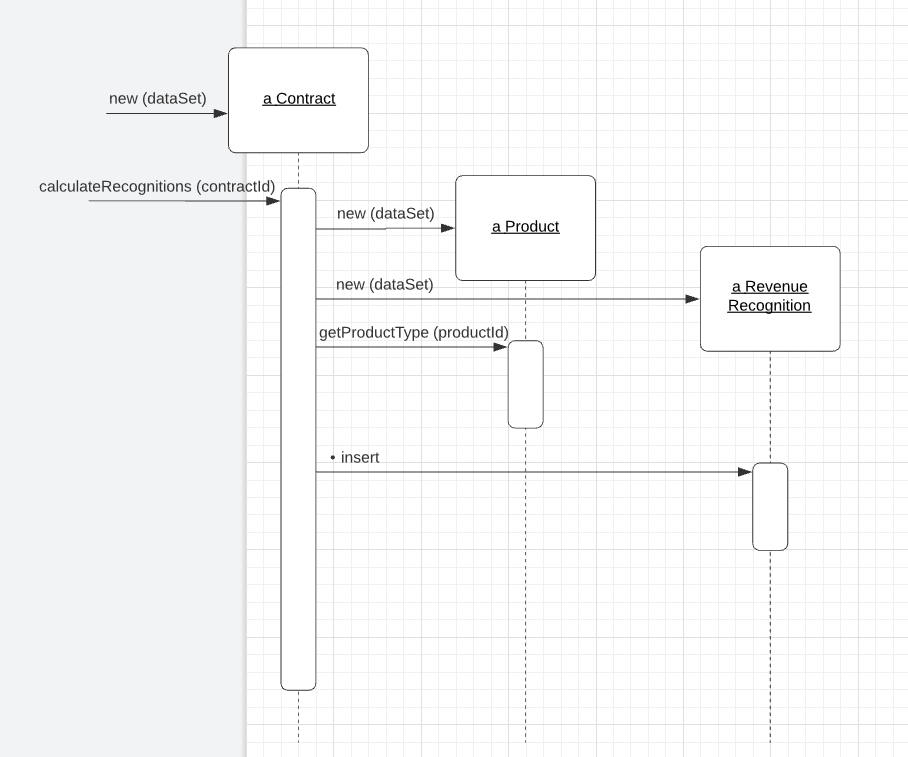 new (dataSet)
a Contract
calculateRecognitions (contractId)
new (dataSet)
a Product
new (dataSet)
a Revenue
Recognition
getProductType (productId)
• insert